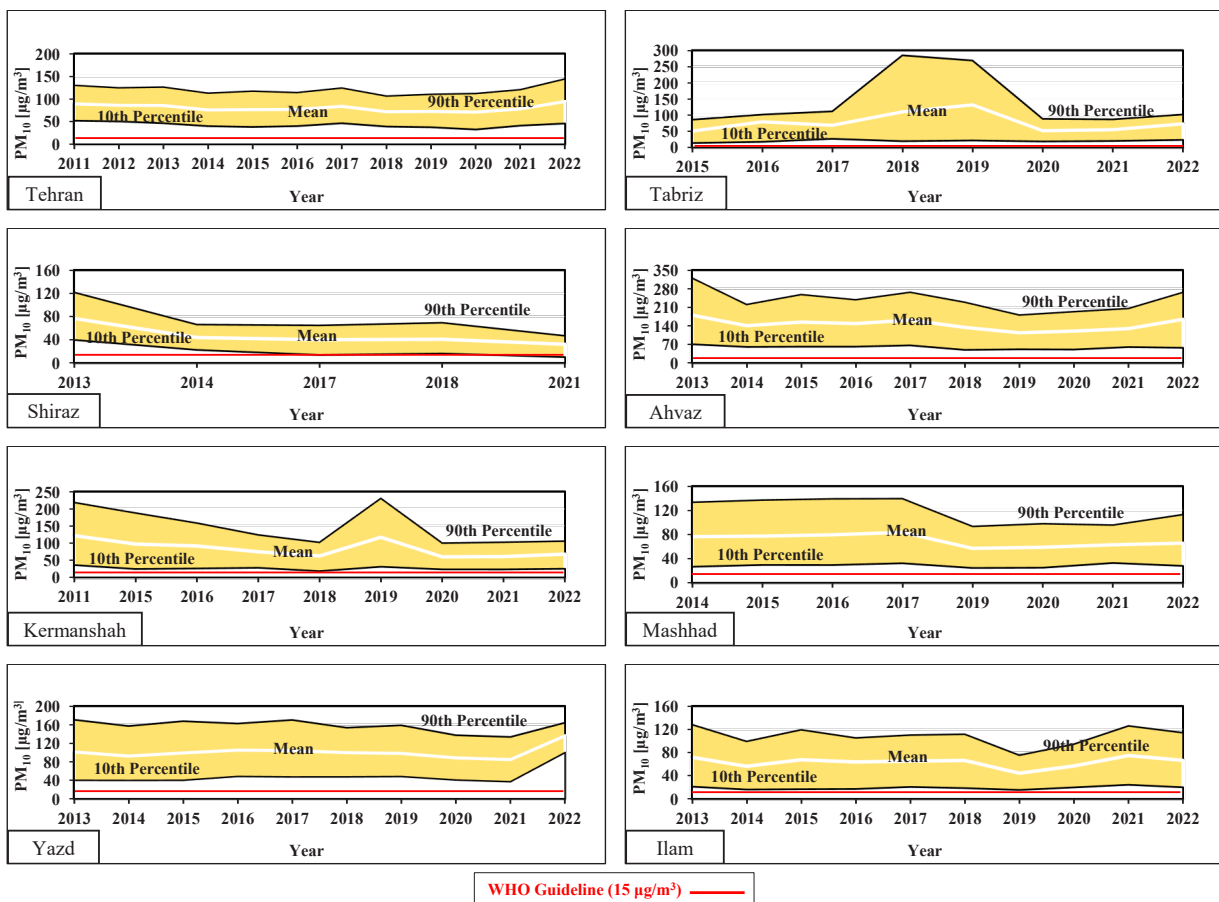 200
150
100
50
0
PM₁₀ [µg/m³]
90th Percentile
Mean
10th Percentile
2011 2012 2013 2014 2015 2016 2017 2018 2019 2020 2021 2022
Year
Tehran
300
250
200
150
100
50
0
PM₁₀ [µg/m³]
90th Percentile
Mean
10th Percentile
2015 2016 2017 2018 2019 2020 2021 2022
Year
Tabriz
160
120
80
40
0
PM₁₀ [µg/m³]
90th Percentile
Mean
10th Percentile
2013 2014 2017 2018 2021
Year
Shiraz
350
280
210
140
70
0
PM₁₀ [µg/m³]
90th Percentile
Mean
10th Percentile
2013 2014 2015 2016 2017 2018 2019 2020 2021 2022
Year
Ahvaz
250
200
150
100
50
0
PM₁₀ [µg/m³]
90th Percentile
Mean
10th Percentile
2011 2015 2016 2017 2018 2019 2020 2021 2022
Year
Kermanshah
160
120
80
40
0
PM₁₀ [µg/m³]
90th Percentile
Mean
10th Percentile
2014 2015 2016 2017 2019 2020 2021 2022
Year
Mashhad
200
160
120
80
40
0
PM₁₀ [µg/m³]
90th Percentile
Mean
10th Percentile
2013 2014 2015 2016 2017 2018 2019 2020 2021 2022
Year
Yazd
160
120
80
40
0
PM₁₀ [µg/m³]
90th Percentile
Mean
10th Percentile
2013 2014 2015 2016 2017 2018 2019 2020 2021 2022
Year
Ilam
WHO Guideline (15 µg/m³)